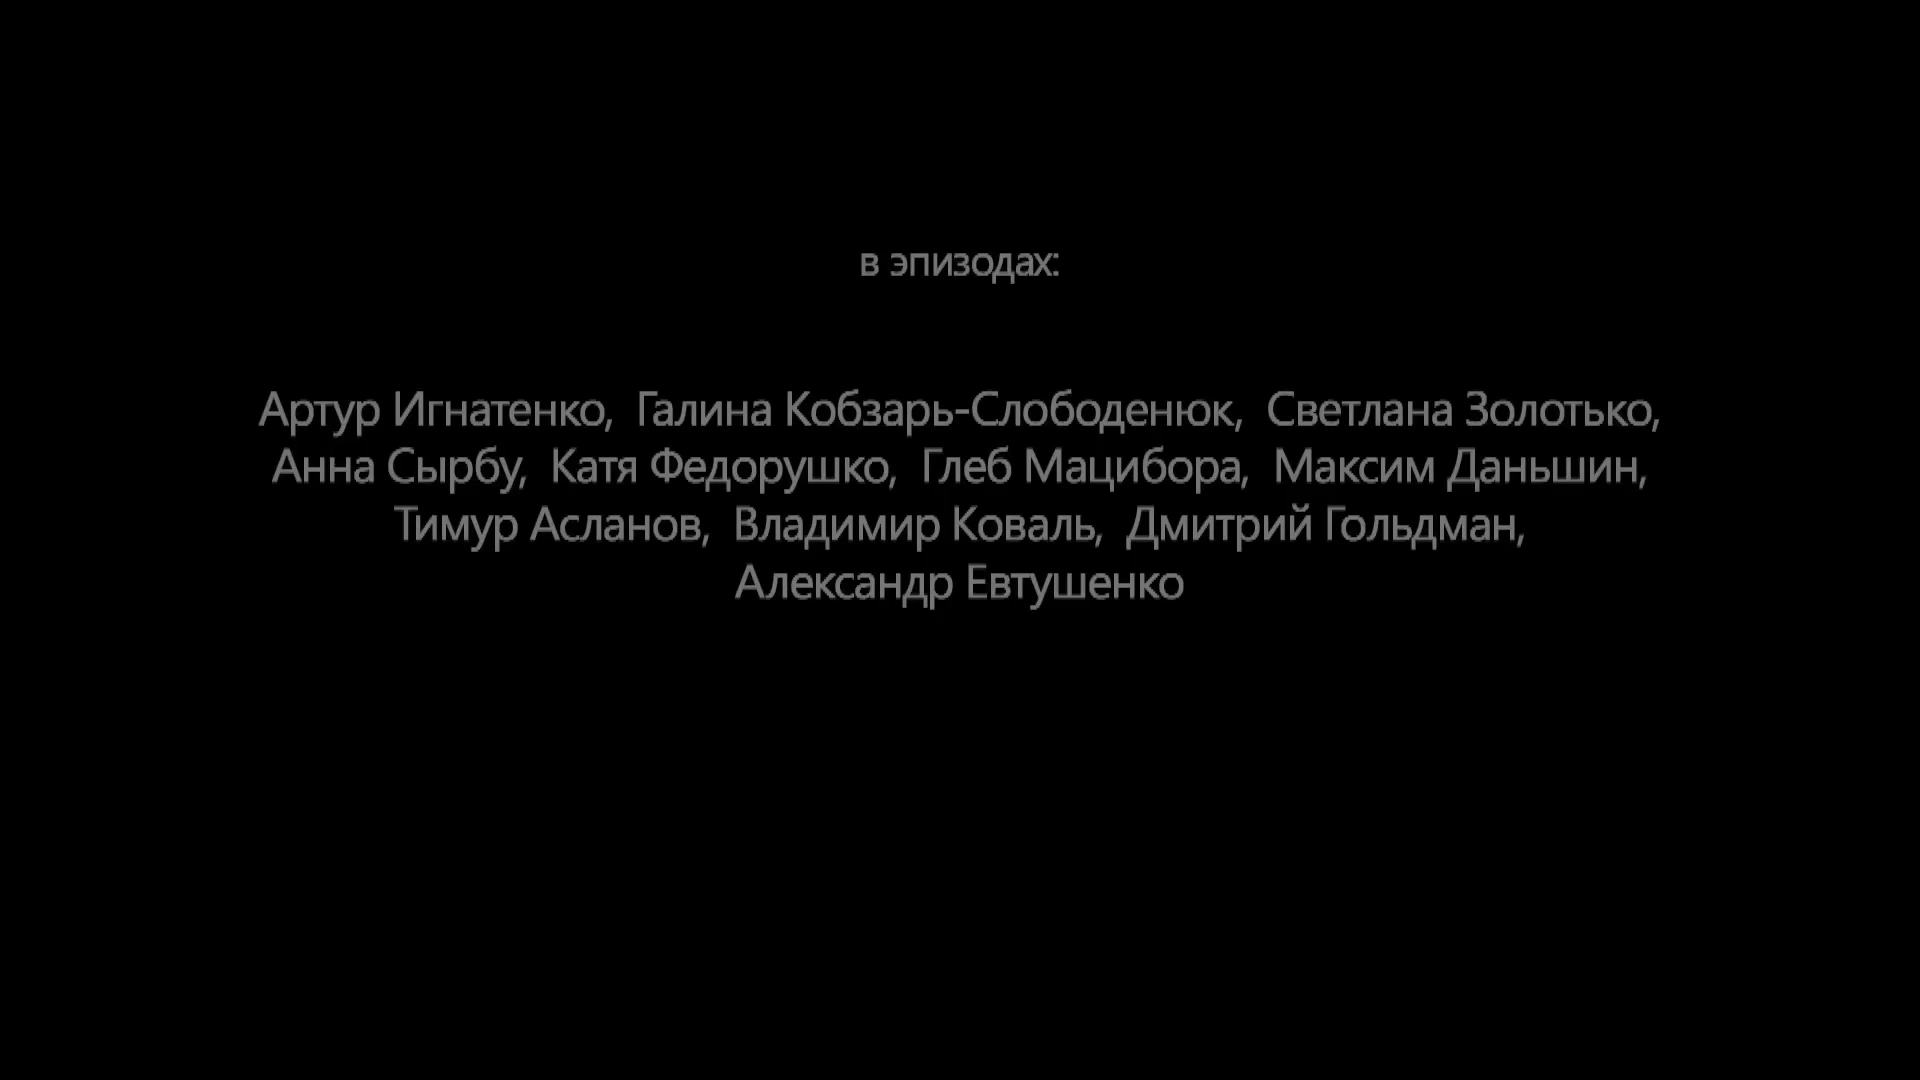 в эпизодах:
Артур Игнатенко, Галина Кобзарь-Слободенюк, Светлана Золотько,
Анна Сырбу, Катя Федорушко, Глеб Мацибора, Максим Даньшин,
Тимур Асланов, Владимир Коваль, Дмитрий Гольдман,
Александр Евтушенко